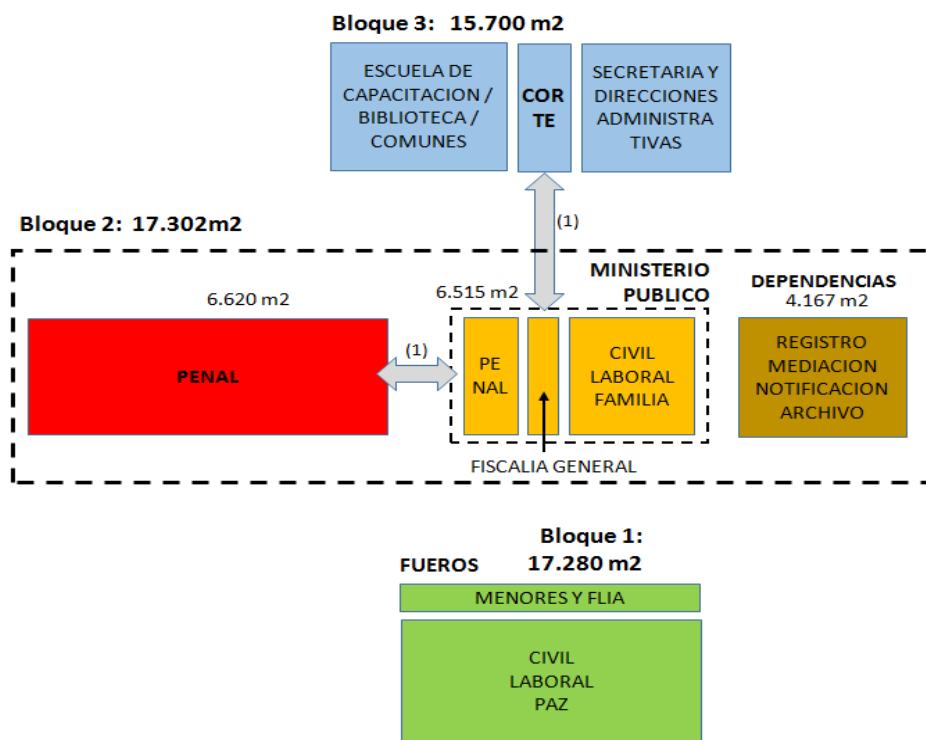 Bloque 3: 15.700 m2
ESCUELA DE
CAPACITACION /
BIBLIOTECA /
COMUNES
COR
TE
SECRETARIA Y
DIRECCIONES
ADMINISTRA
TIVAS
(1)
Bloque 2: 17.302m2
6.620 m2
PENAL
(1)
6.515 m2
MINISTERIO
PUBLICO
PE
NAL
CIVIL
LABORAL
FAMILIA
FISCALIA GENERAL
DEPENDENCIAS
4.167 m2
REGISTRO
MEDIACION
NOTIFICACION
ARCHIVO
Bloque 1:
17.280 m2
FUEROS
MENORES Y FLIA
CIVIL
LABORAL
PAZ